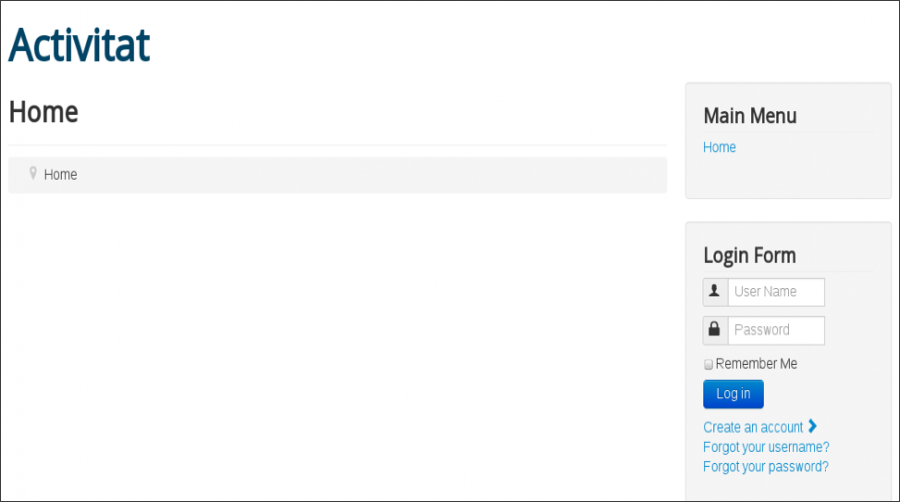 Activitat
Home
Home
Main Menu
Home
Login Form
User Name
Password
Remember Me
Log in
Create an account
Forgot your username?
Forgot your password?